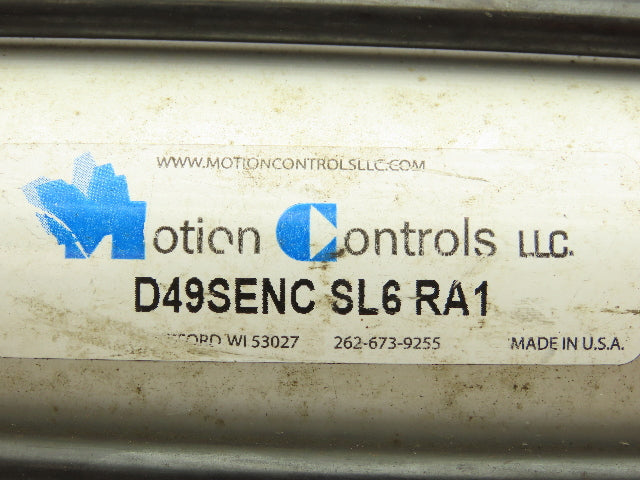 WWW.MOTIONCONTROLSLLC.COM
Motion Controls LLC.
D49SENC SL6 RA1
WI 53027 262-673-9255 MADE IN U.S.A.